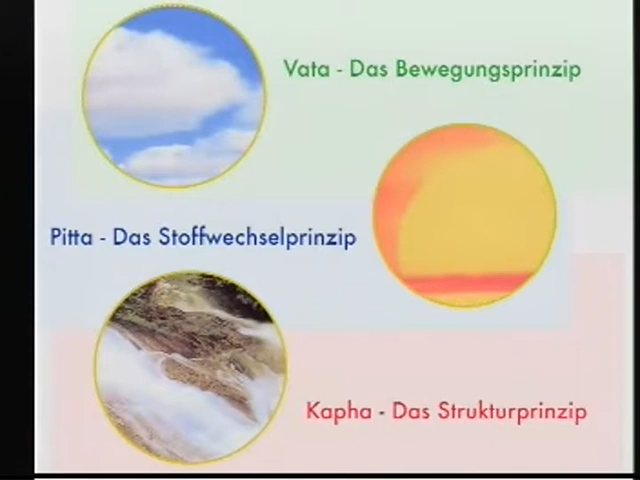 Vata - Das Bewegungsprinzip
Pitta - Das Stoffwechselprinzip
Kapha - Das Strukturprinzip